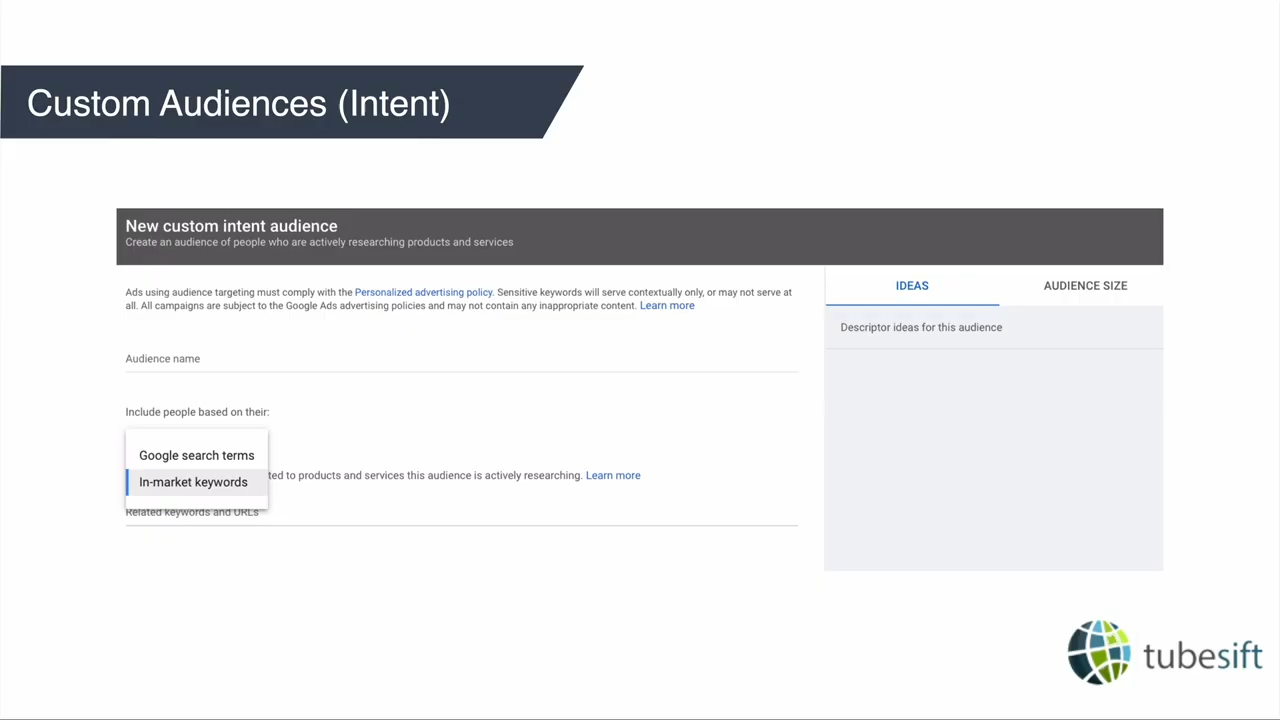 Custom Audiences (Intent)
New custom intent audience
Create an audience of people who are actively researching products and services
Ads using audience targeting must comply with the Personalized advertising policy. Sensitive keywords will serve contextually only, or may not serve at
all. All campaigns are subject to the Google Ads advertising policies and may not contain any inappropriate content. Learn more
Audience name
Include people based on their:
Google search terms
In-market keywords
ted to products and services this audience is actively researching. Learn more
Related keywords and URLs
IDEAS
AUDIENCE SIZE
Descriptor ideas for this audience
tubesift